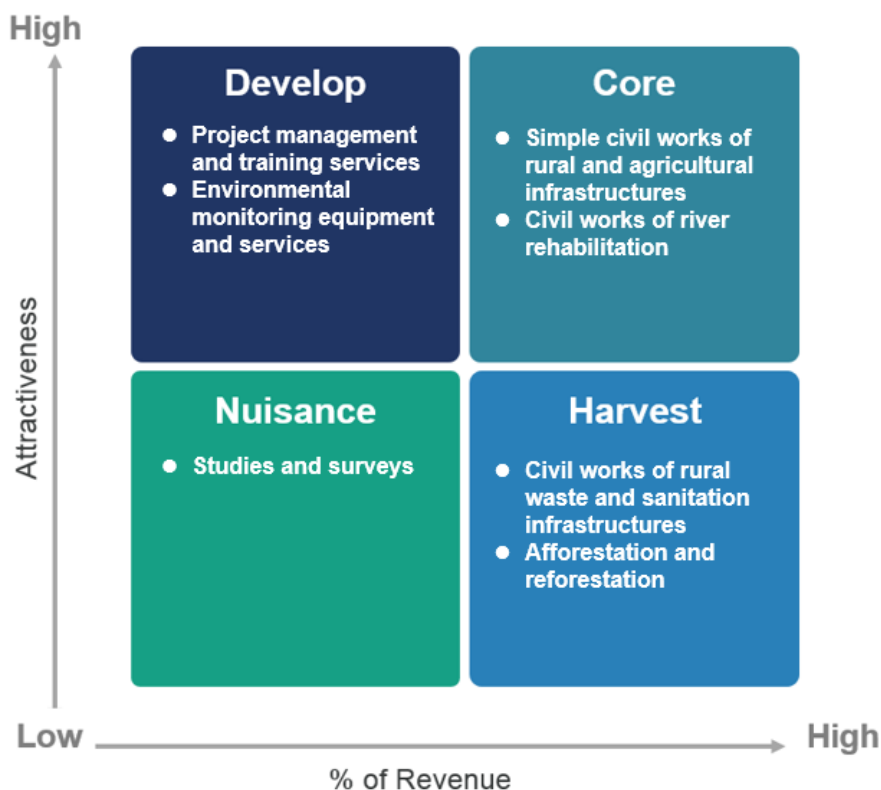 High
Develop
● Project management
and training services
● Environmental
monitoring equipment
and services
Core
● Simple civil works of
rural and agricultural
infrastructures
● Civil works of river
rehabilitation
Attractiveness
Nuisance
● Studies and surveys
Harvest
● Civil works of rural
waste and sanitation
infrastructures
● Afforestation and
reforestation
Low
High
% of Revenue